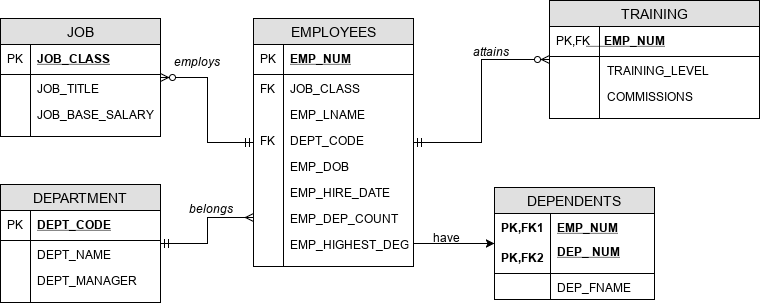 JOB
PK JOB_CLASS
JOB_TITLE
JOB_BASE_SALARY
employs
EMPLOYEES
PK EMP_NUM
FK JOB_CLASS
EMP_LNAME
FK DEPT_CODE
EMP_DOB
EMP_HIRE_DATE
EMP_DEP_COUNT
EMP_HIGHEST_DEG
attains
TRAINING
PK,FK EMP_NUM
TRAINING_LEVEL
COMMISSIONS
DEPARTMENT
PK DEPT_CODE
DEPT_NAME
DEPT_MANAGER
belongs
have
DEPENDENTS
PK,FK1 EMP_NUM
PK,FK2 DEP_NUM
DEP_FNAME